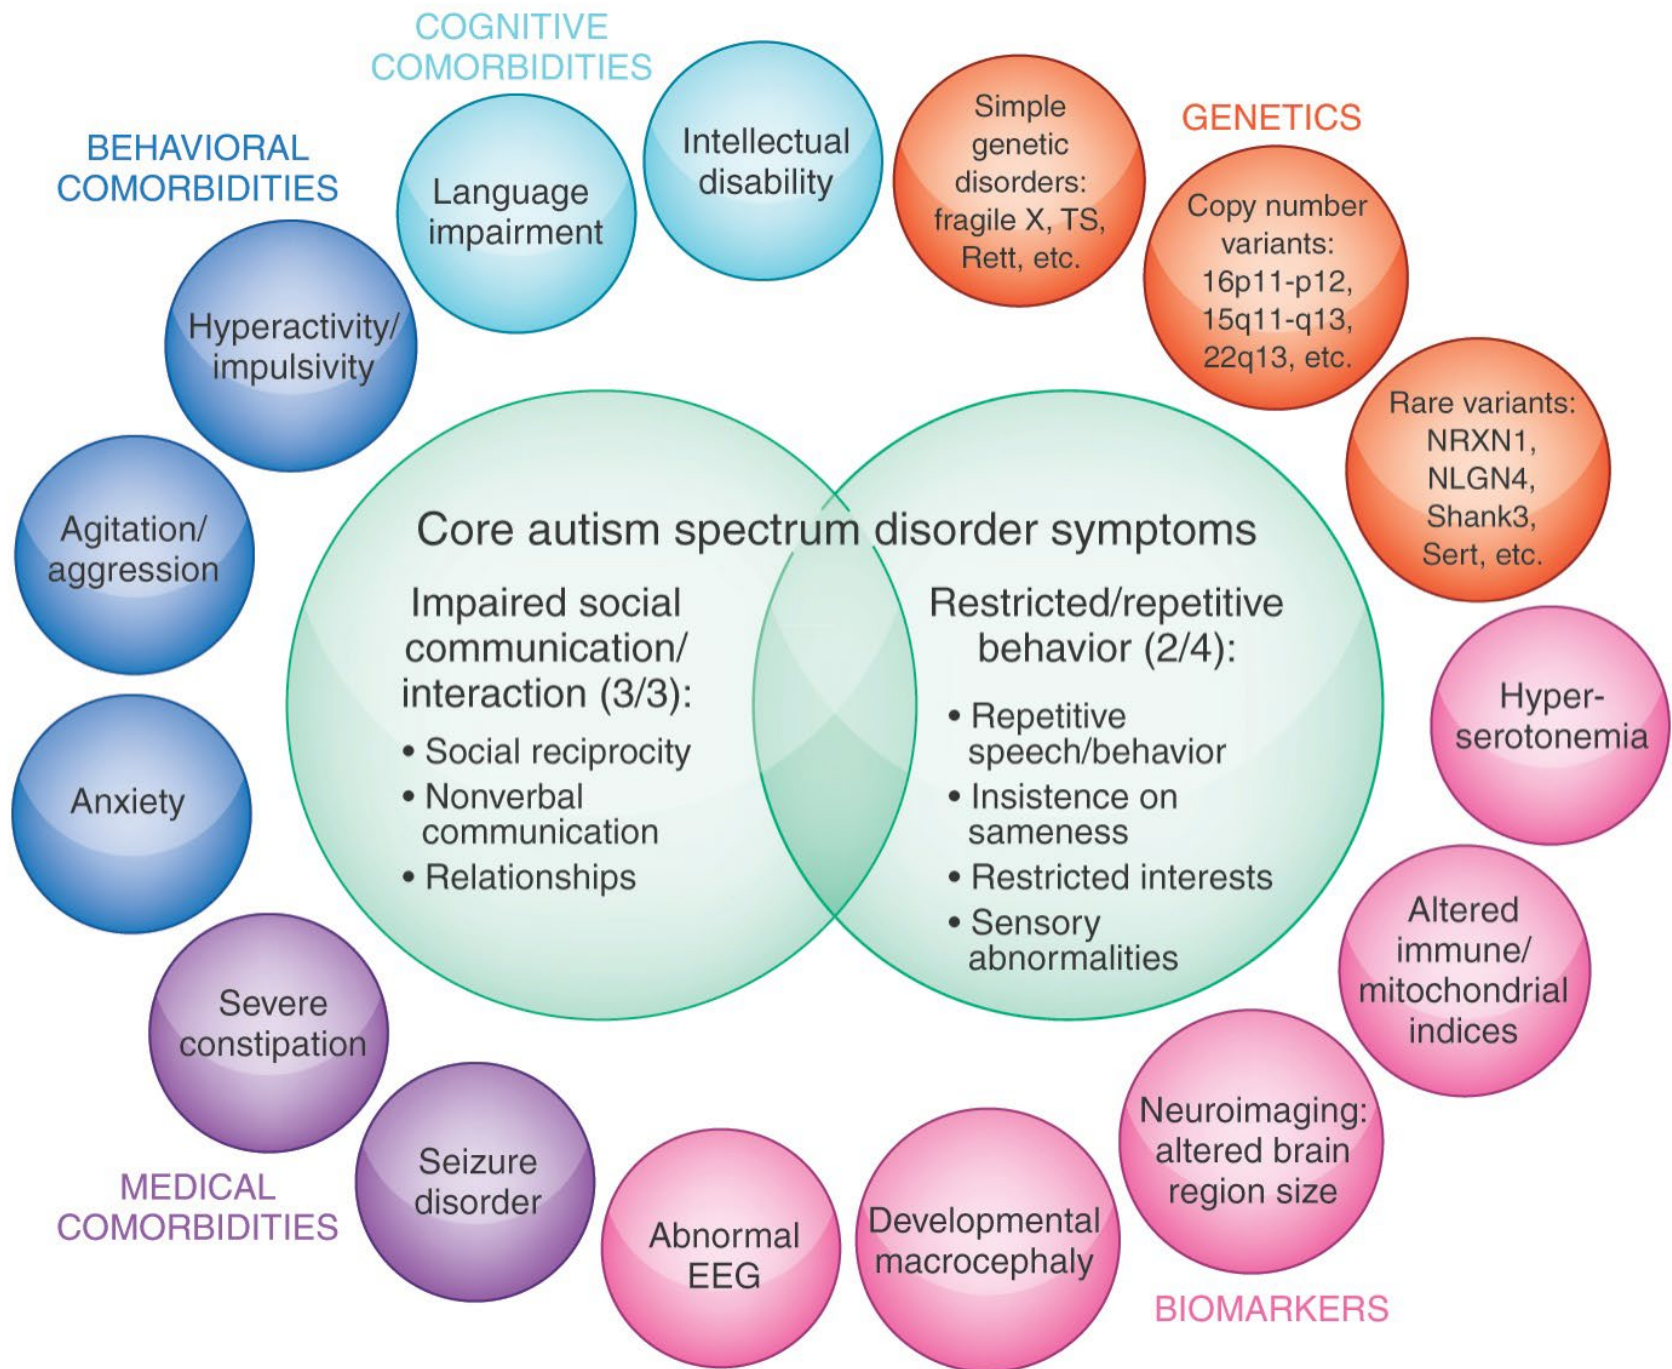 COGNITIVE
COMORBIDITIES
BEHAVIORAL
COMORBIDITIES
GENETICS
Language
impairment
Intellectual
disability
Simple
genetic
disorders:
fragile X, TS,
Rett, etc.
Copy number
variants:
16p11-p12,
15q11-q13,
22q13, etc.
Rare variants:
NRXN1,
NLGN4,
Shank3,
Sert, etc.
Hyperactivity/
impulsivity
Agitation/
aggression
Anxiety
Core autism spectrum disorder symptoms
Impaired social
communication/
interaction (3/3):
• Social reciprocity
• Nonverbal
communication
• Relationships
Restricted/repetitive
behavior (2/4):
• Repetitive
speech/behavior
• Insistence on
sameness
• Restricted interests
• Sensory
abnormalities
Hyper-
serotonemia
Altered
immune/
mitochondrial
indices
Neuroimaging:
altered brain
region size
Developmental
macrocephaly
Abnormal
EEG
BIOMARKERS
Severe
constipation
Seizure
disorder
MEDICAL
COMORBIDITIES